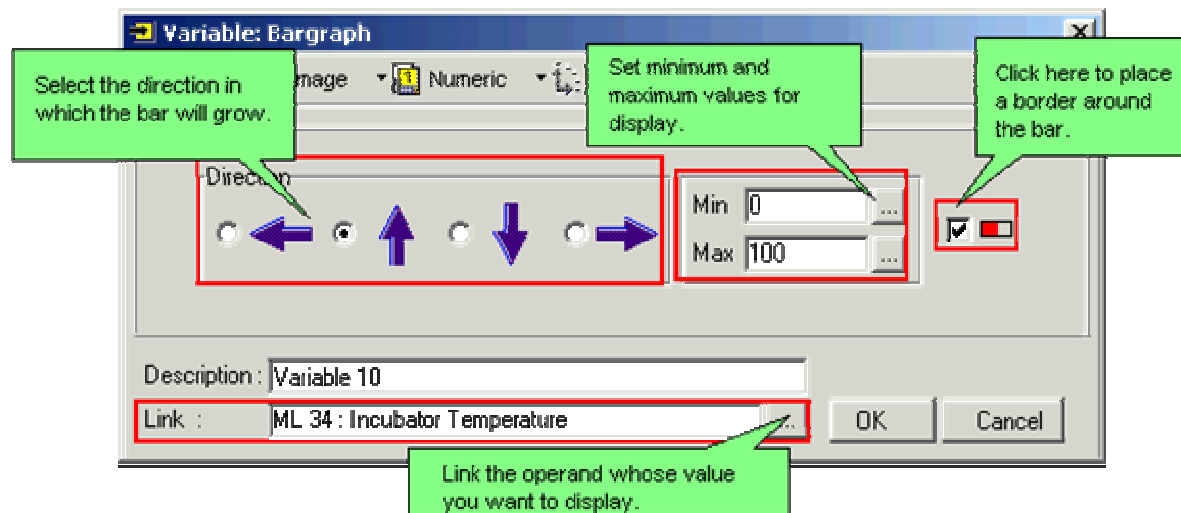 Variable: Bargraph
Select the direction in
which the bar will grow.
mage
Numeric
Set minimum and
maximum values for
display.
Click here to place
a border around
the bar.
Direction
Min 0 ...
Max 100 ...
Description : Variable 10
Link : ML 34 : Incubator Temperature ...
OK
Cancel
Link the operand whose value
you want to display.